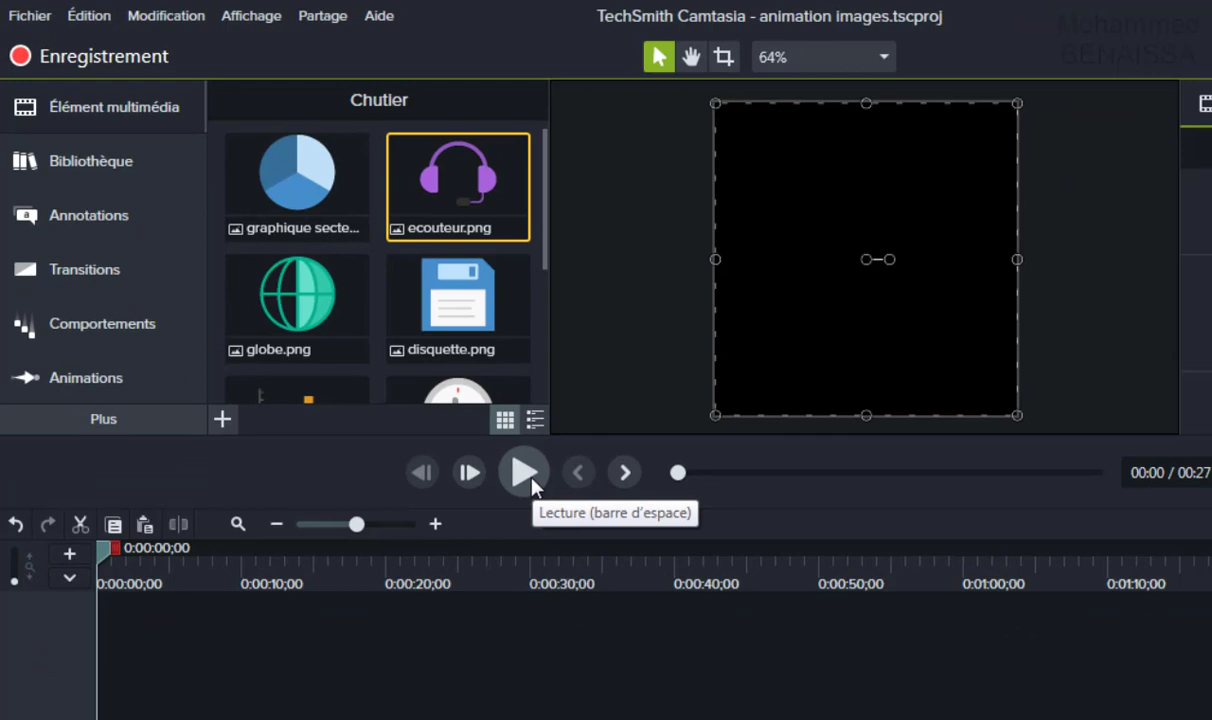 Fichier Édition Modification Affichage Partage Aide
TechSmith Camtasia - animation images.tscproj
Mohammed
BENAISSA
Enregistrement
64%
Élément multimédia
Chutier
Bibliothèque
Annotations
Transitions
Comportements
Animations
Plus
graphique secte...
ecouteur.png
globe.png
disquette.png
00:00 / 00:27
Lecture (barre d'espace)
0:00:00;00
0:00:00;00 0:00:10;00 0:00:20;00 0:00:30;00 0:00:40;00 0:00:50;00 0:01:00;00 0:01:10;00